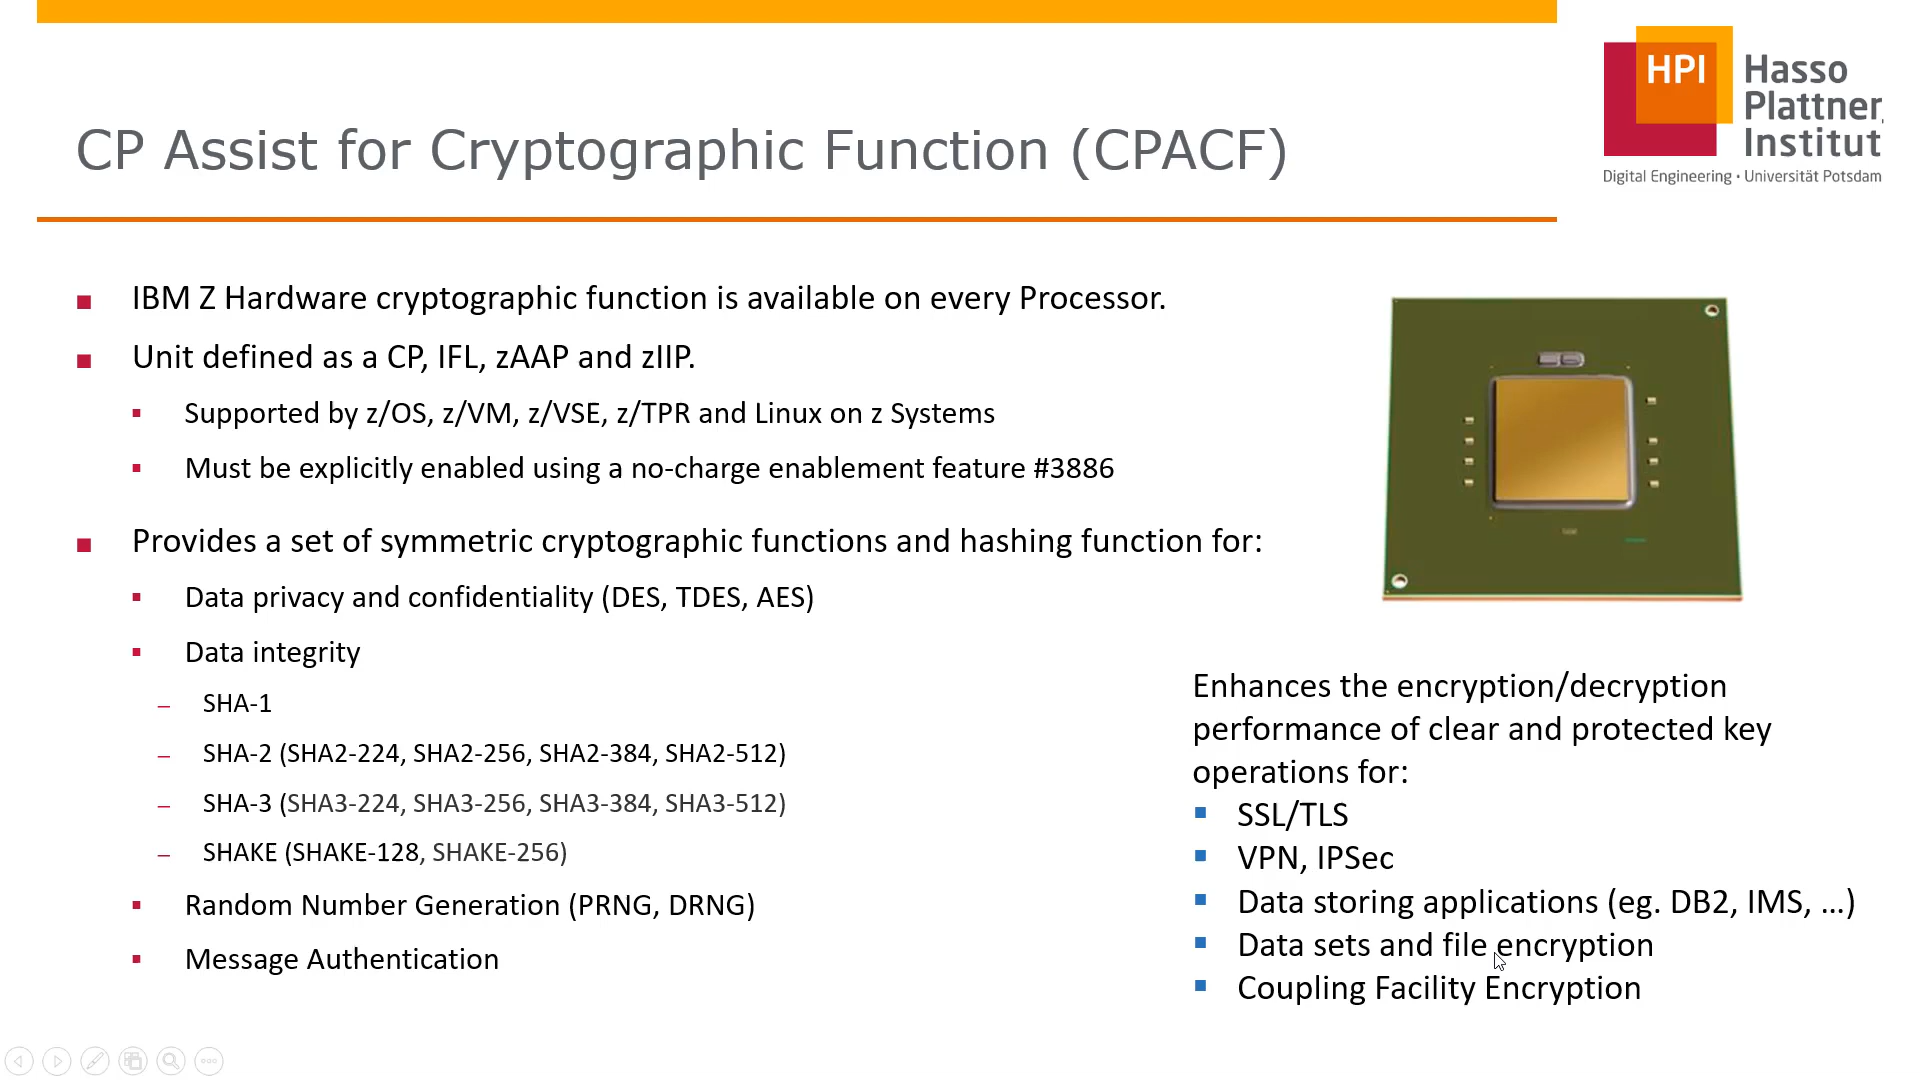 HPI Hasso
Plattner
Institut
Digital Engineering • Universität Potsdam
CP Assist for Cryptographic Function (CPACF)
IBM Z Hardware cryptographic function is available on every Processor.
Unit defined as a CP, IFL, zAAP and zIIP.
Supported by z/OS, z/VM, z/VSE, z/TPR and Linux on z Systems
Must be explicitly enabled using a no-charge enablement feature #3886
Provides a set of symmetric cryptographic functions and hashing function for:
Data privacy and confidentiality (DES, TDES, AES)
Data integrity
– SHA-1
– SHA-2 (SHA2-224, SHA2-256, SHA2-384, SHA2-512)
– SHA-3 (SHA3-224, SHA3-256, SHA3-384, SHA3-512)
– SHAKE (SHAKE-128, SHAKE-256)
Random Number Generation (PRNG, DRNG)
Message Authentication
Enhances the encryption/decryption
performance of clear and protected key
operations for:
SSL/TLS
VPN, IPSec
Data storing applications (eg. DB2, IMS, …)
Data sets and file encryption
Coupling Facility Encryption